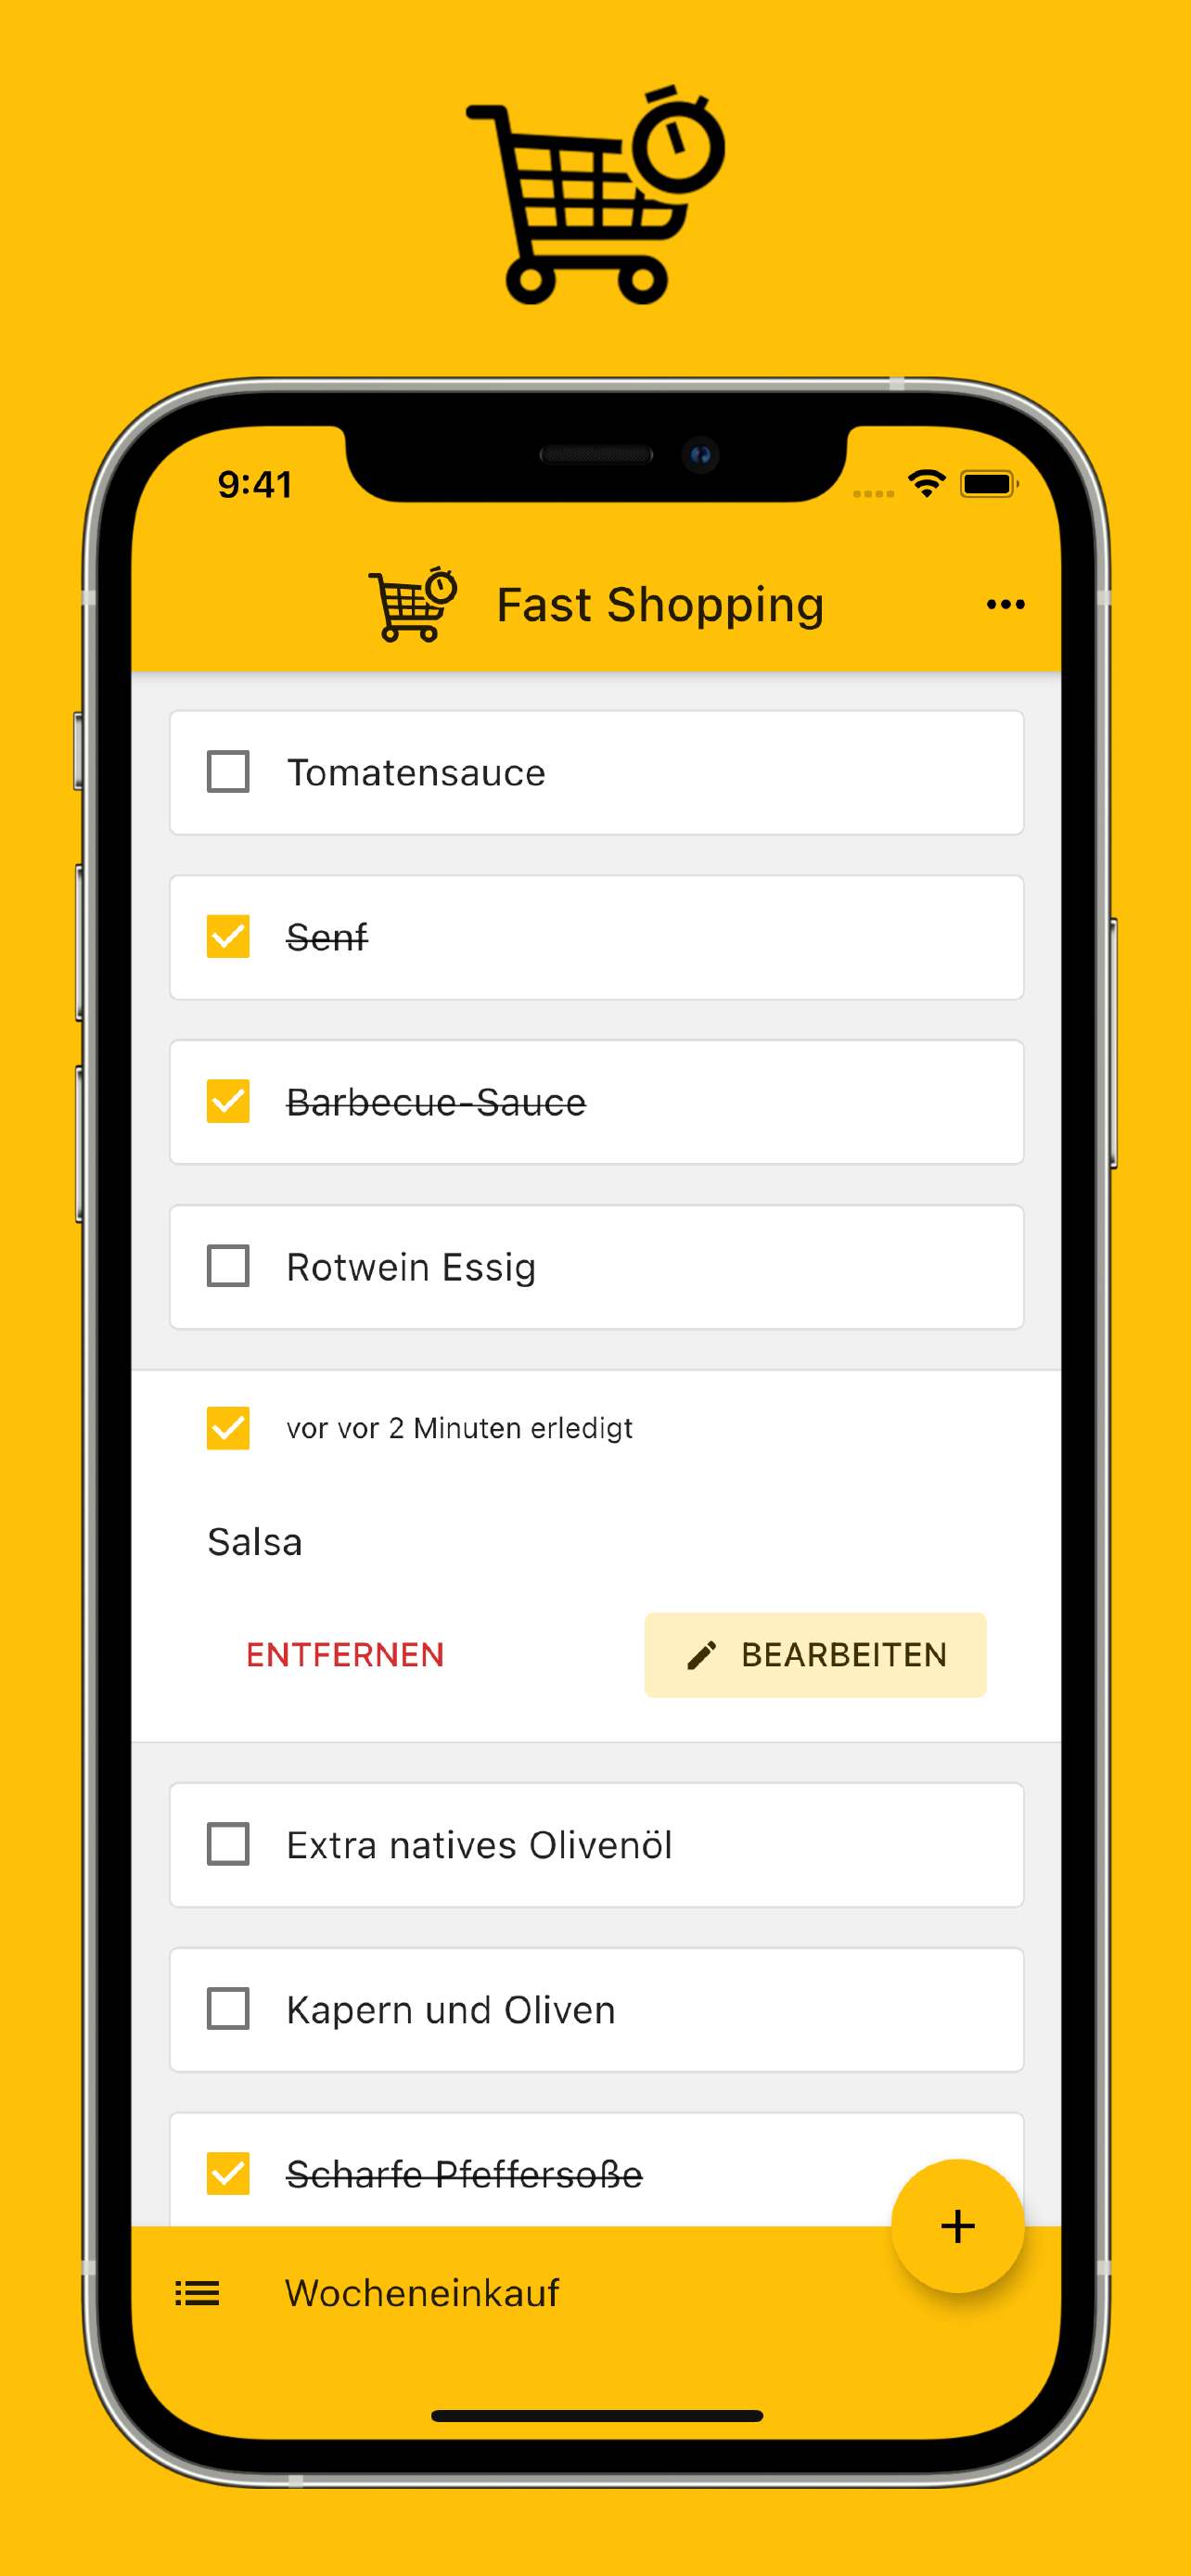 9:41
Fast Shopping
Tomatensauce
Senf
Barbecue-Sauce
Rotwein Essig
vor vor 2 Minuten erledigt
Salsa
ENTFERNEN
BEARBEITEN
Extra natives Olivenöl
Kapern und Oliven
Scharfe Pfeffersoße
Wocheneinkauf